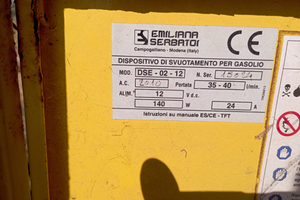 EMILIANA
SERBATOI
Campogalliano - Modena (Italy)
CE
DISPOSITIVO DI SVUOTAMENTO PER GASOLIO
MOD. DSE - 02 - 12 N. Ser.
A.C. 2010 Portata 35 - 40 l/min.
ALIM. 12 V d.c.
140 W 24 A
Istruzioni su manuale ES/CE - TFT